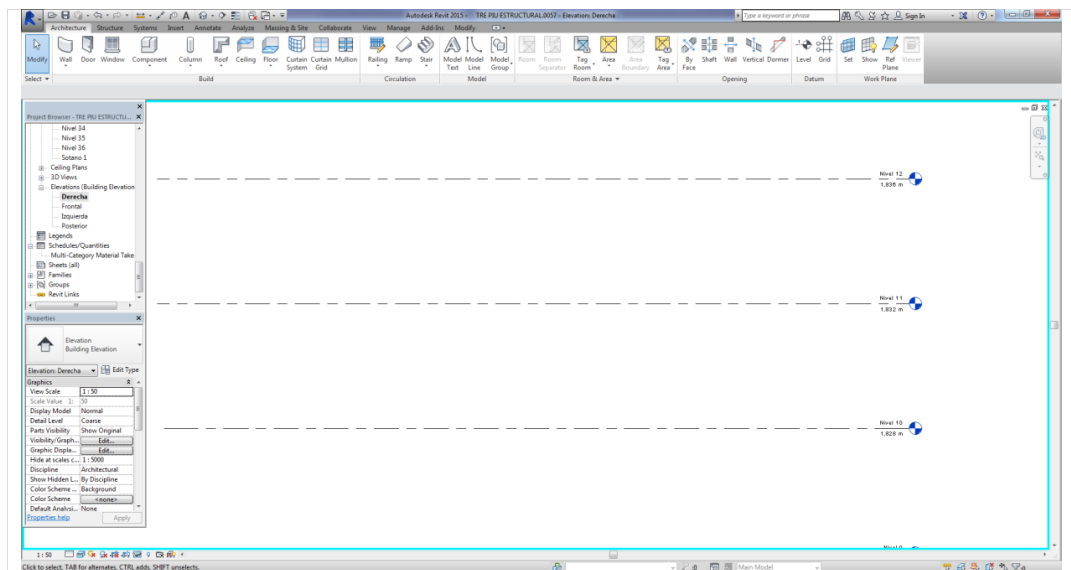 Autodesk Revit 2015 - TRE PIU ESTRUCTURAL.0057 - Elevation: Derecha
Type a keyword or phrase
Sign In
Architecture Structure Systems Insert Annotate Analyze Massing & Site Collaborate View Manage Add-Ins Modify
Modify Wall Door Window Component Column Roof Ceiling Floor Curtain System Curtain Grid Mullion Railing Ramp Stair Model Text Model Line Model Group Room Room Separator Tag Room Area Area Boundary Tag Area By Face Shaft Wall Vertical Dormer Level Grid Set Show Ref Plane Viewer
Select Build Circulation Model Room & Area Opening Datum Work Plane
Project Browser - TRE PIU ESTRUCTU...
Nivel 34
Nivel 35
Nivel 36
Sotano 1
Ceiling Plans
3D Views
Elevations (Building Elevation
Derecha
Frontal
Izquierda
Posterior
Legends
Schedules/Quantities
Multi-Category Material Take
Sheets (all)
Families
Groups
Revit Links
Properties
Elevation
Building Elevation
Elevation: Derecha Edit Type
Graphics
View Scale 1 : 50
Scale Value 1: 50
Display Model Normal
Detail Level Coarse
Parts Visibility Show Original
Visibility/Graph... Edit...
Graphic Displa... Edit...
Hide at scales c... 1 : 5000
Discipline Architectural
Show Hidden L... By Discipline
Color Scheme ... Background
Color Scheme <none>
Default Analysi... None
Properties help Apply
Nivel 12
1,836 m
Nivel 11
1,832 m
Nivel 10
1,828 m
1 : 50
Click to select, TAB for alternates, CTRL adds, SHIFT unselects.
:0
Main Model